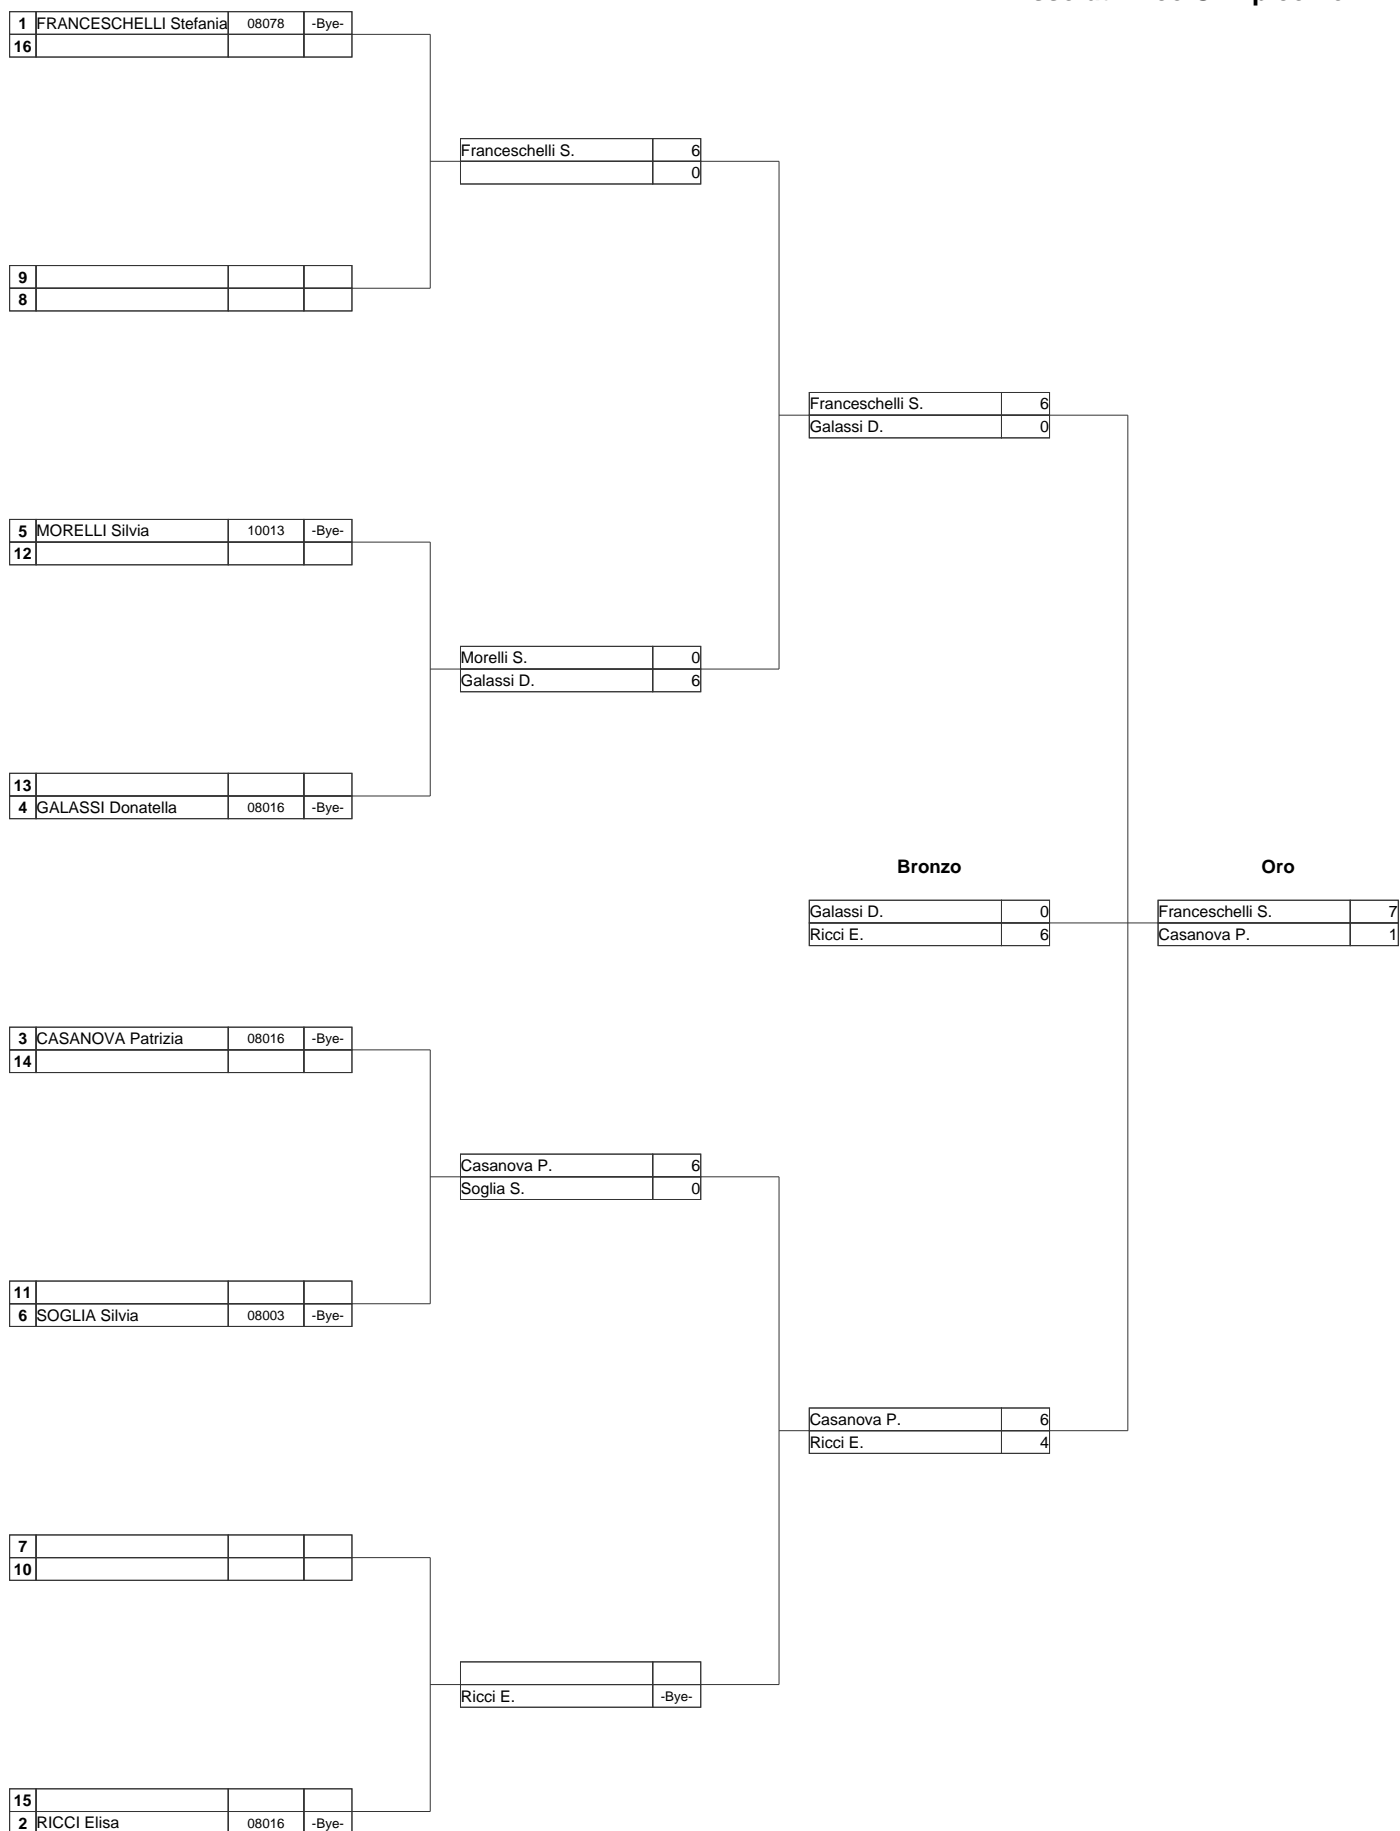 1 FRANCESCHELLI Stefania 08078 -Bye-
16
Franceschelli S. 6
0
9
8
Franceschelli S. 6
Galassi D. 0
5 MORELLI Silvia 10013 -Bye-
12
Morelli S. 0
Galassi D. 6
13
4 GALASSI Donatella 08016 -Bye-
Bronzo Oro
Galassi D. 0 Franceschelli S. 7
Ricci E. 6 Casanova P. 1
3 CASANOVA Patrizia 08016 -Bye-
14
Casanova P. 6
Soglia S. 0
11
6 SOGLIA Silvia 08003 -Bye-
Casanova P. 6
Ricci E. 4
7
10
Ricci E. -Bye-
15
2 RICCI Elisa 08016 -Bye-